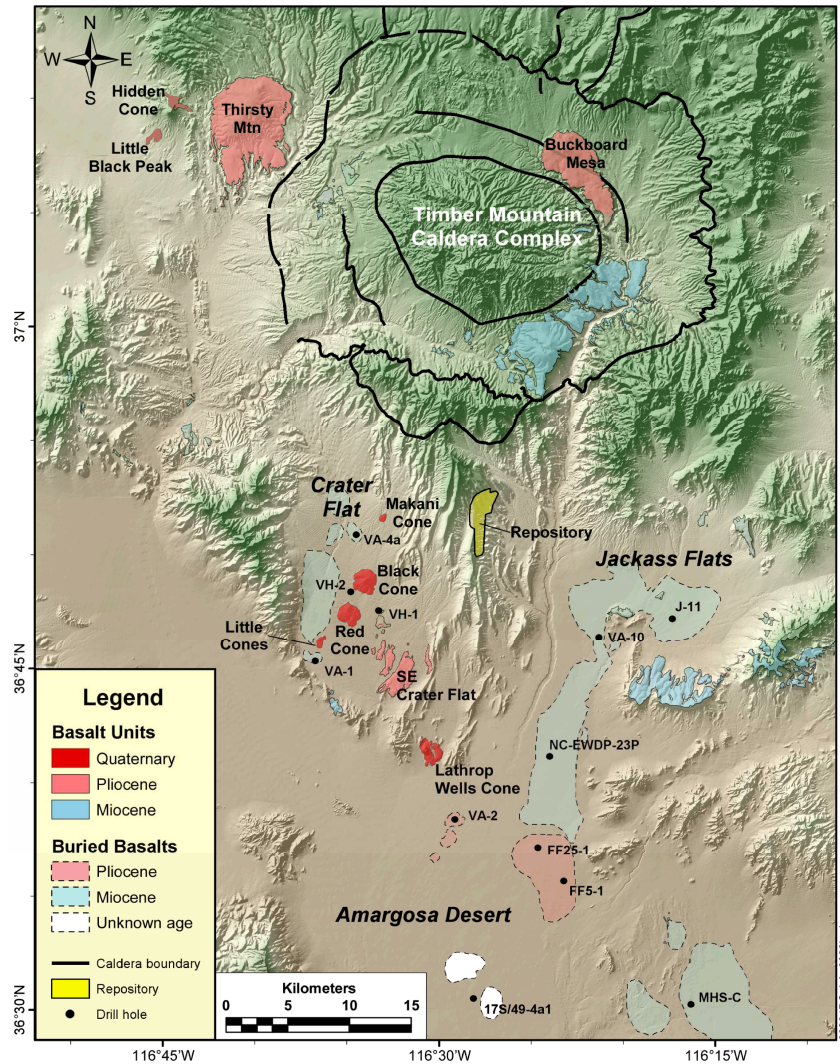 N
W
E
S
Hidden
Cone
Thirsty
Mtn
Little
Black Peak
Buckboard
Mesa
Timber Mountain
Caldera Complex
37°N
Crater
Flat
Makani
Cone
Repository
VA-4a
Jackass Flats
Black
Cone
VH-2
VH-1
J-11
Little
Cones
Red
Cone
VA-10
36°45'N
VA-1
SE
Crater Flat
Legend
Basalt Units
Quaternary
Pliocene
Miocene
Buried Basalts
Pliocene
Miocene
Unknown age
Caldera boundary
Repository
Drill hole
NC-EWDP-23P
Lathrop
Wells Cone
VA-2
FF25-1
FF5-1
Amargosa Desert
Kilometers
0 5 10 15
17S/49-4a1
MHS-C
36°30'N
116°45'W
116°30'W
116°15'W